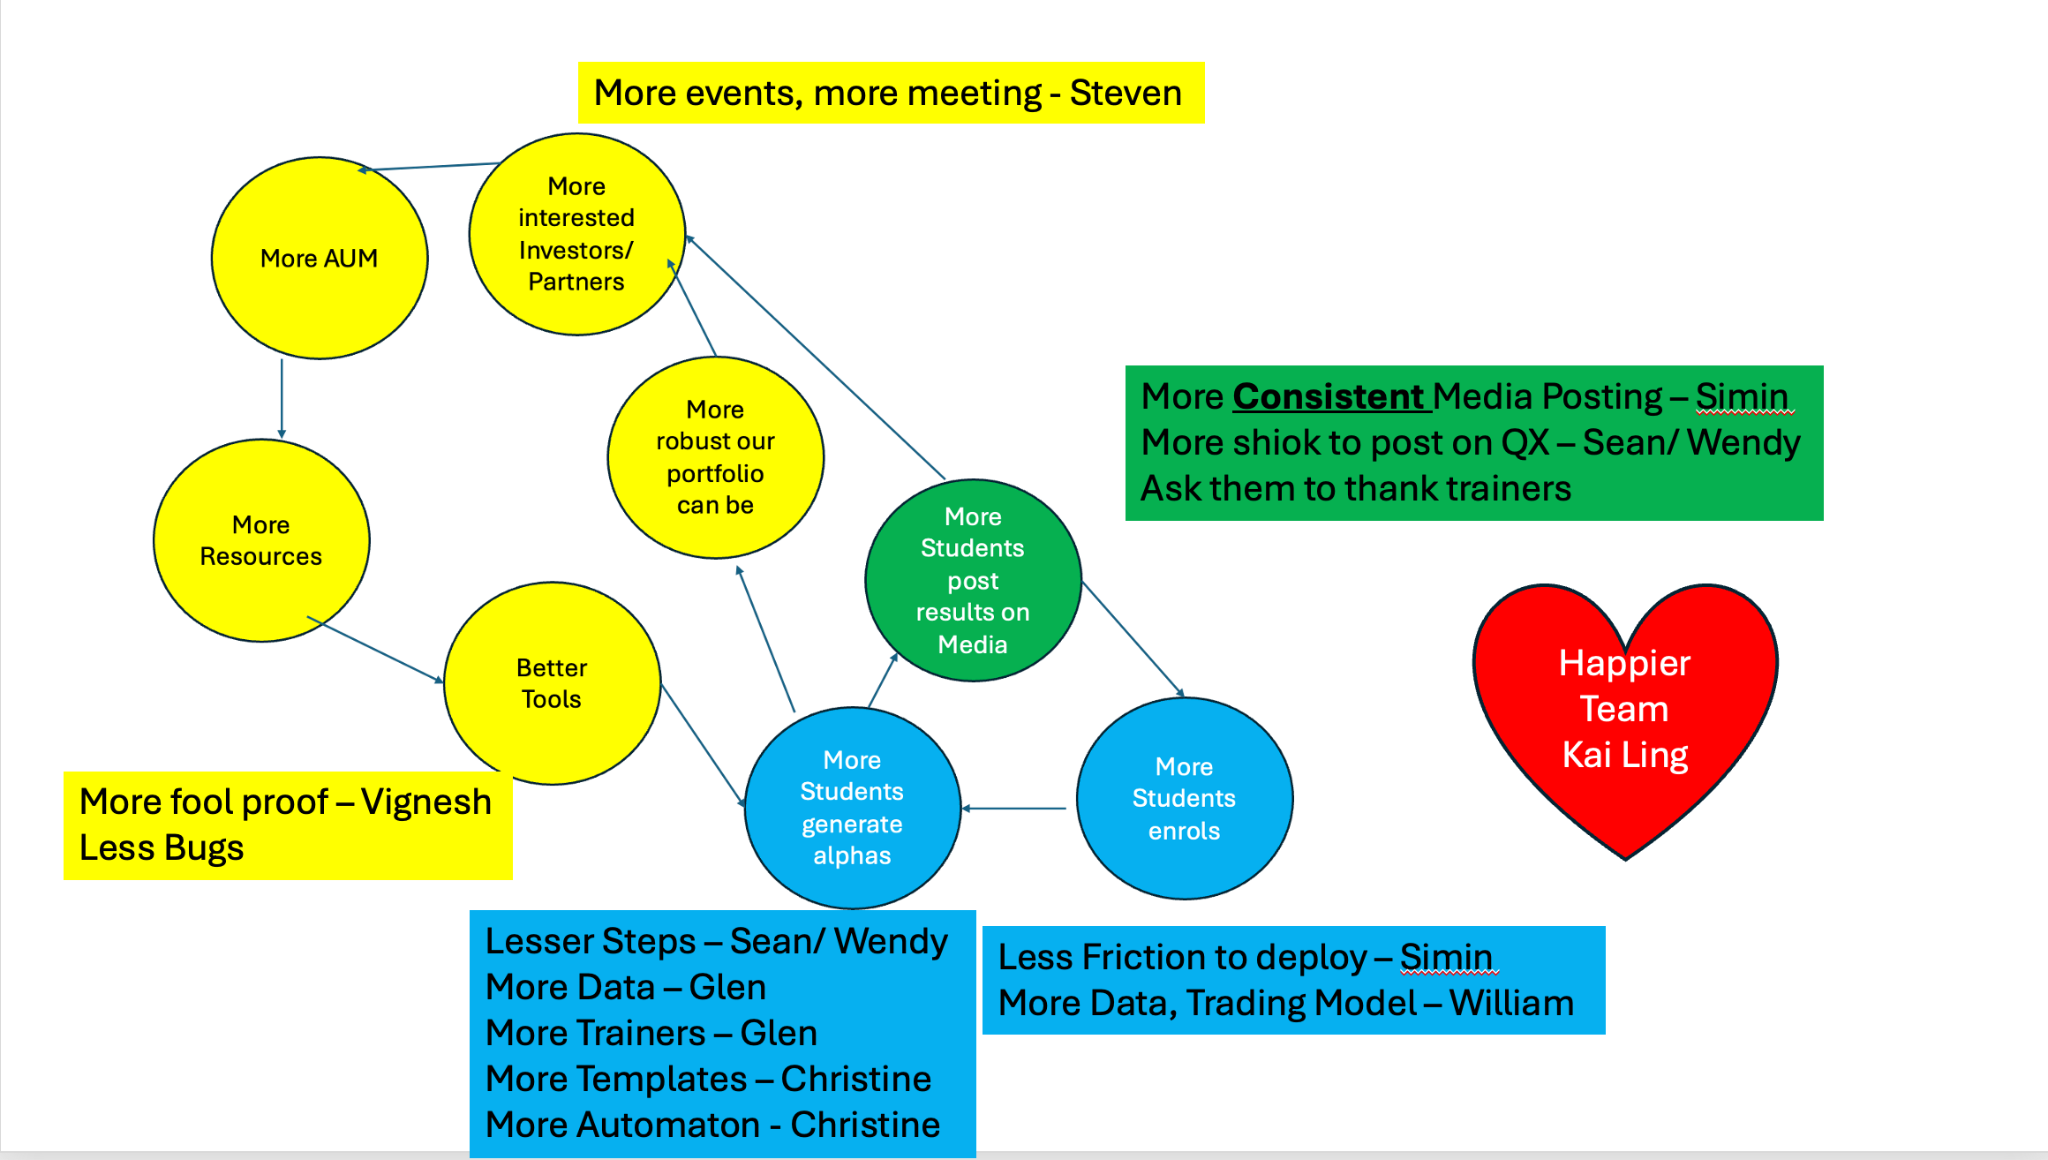 More events, more meeting - Steven
More AUM
More
interested
Investors/
Partners
More
robust our
portfolio
can be
More Consistent Media Posting – Simin
More shiok to post on QX – Sean/ Wendy
Ask them to thank trainers
More
Resources
More
Students
post
results on
Media
Better
Tools
Happier
Team
Kai Ling
More
Students
generate
alphas
More
Students
enrols
More fool proof – Vignesh
Less Bugs
Lesser Steps – Sean/ Wendy
More Data – Glen
More Trainers – Glen
More Templates – Christine
More Automaton - Christine
Less Friction to deploy – Simin
More Data, Trading Model – William